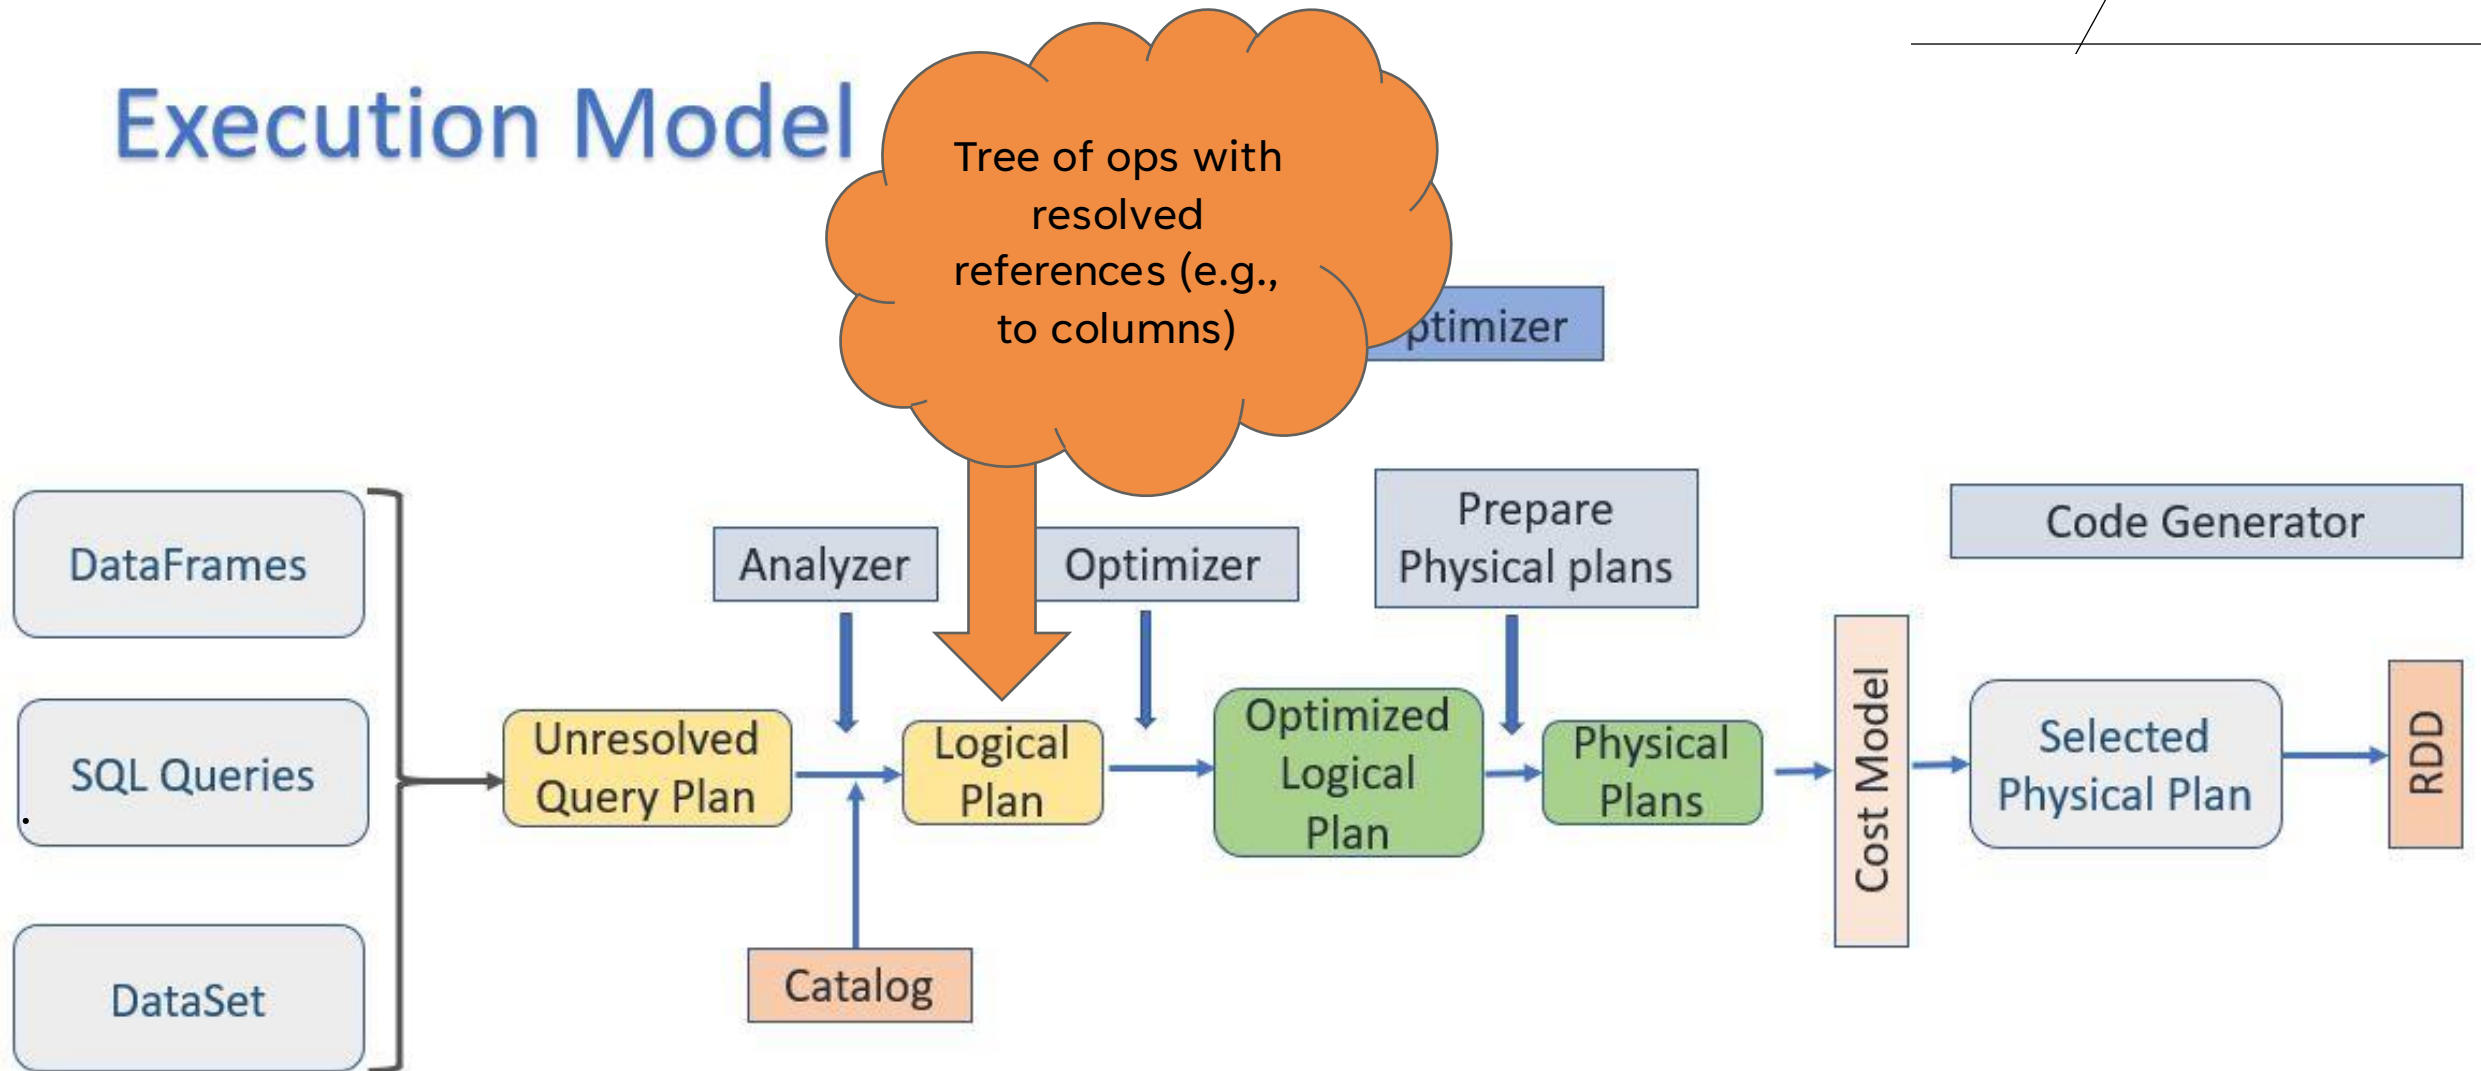 Execution Model
Tree of ops with
resolved
references (e.g.,
to columns)
DataFrames
SQL Queries
DataSet
Analyzer
Optimizer
Prepare
Physical plans
Code Generator
Unresolved
Query Plan
Logical
Plan
Optimized
Logical
Plan
Physical
Plans
Cost Model
Selected
Physical Plan
RDD
Catalog